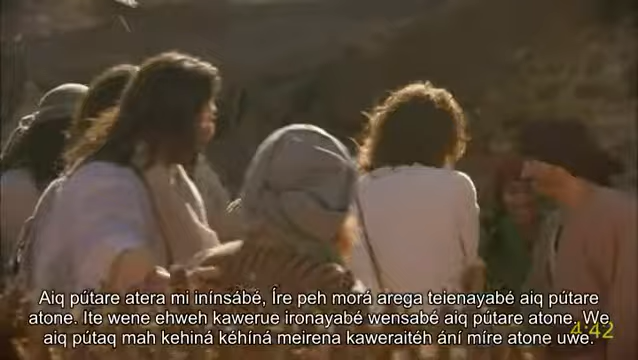 Aiq pútare atera mi inínsábé, Íre peh morá arega teienayabé aiq pútare
atone. Ite wene ehweh kawerue ironayabé wensabé aiq pútare atone. We
aiq pútaq mah kehiná kéhíná meirena kaweraitéh ání míre atone uwe.
4:42